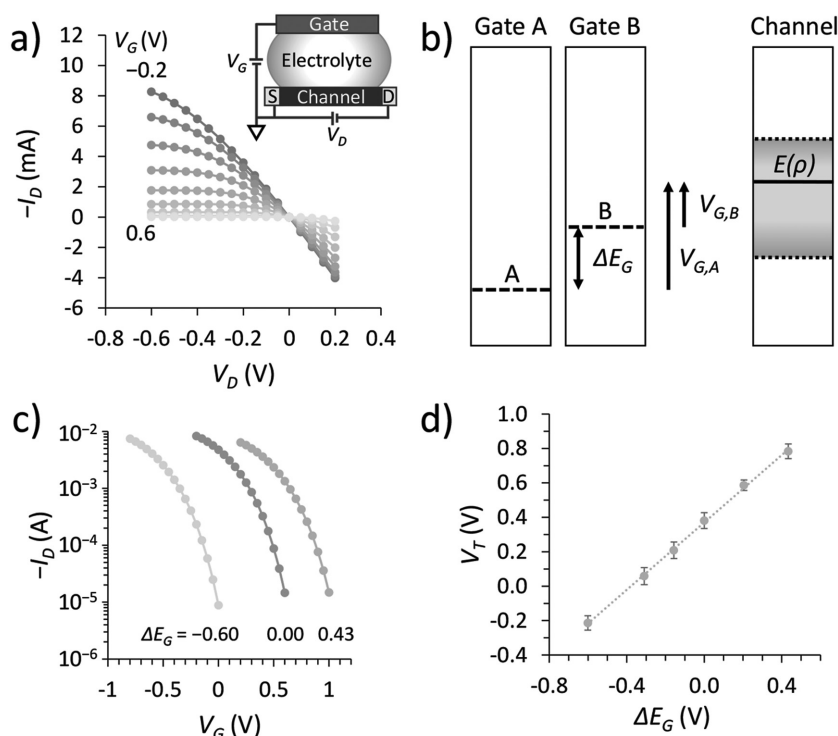 a)
V_G (V)
−0.2
0.6
12
10
8
6
4
2
0
-2
-4
-6
−I_D (mA)
-0.8 -0.6 -0.4 -0.2 0 0.2 0.4
V_D (V)
Gate
Electrolyte
S Channel D
V_G
V_D
b)
Gate A Gate B Channel
A
B
ΔE_G
V_G,B
V_G,A
E(ρ)
c)
10⁻²
10⁻³
10⁻⁴
10⁻⁵
10⁻⁶
−I_D (A)
ΔE_G = −0.60 0.00 0.43
-1 -0.5 0 0.5 1
V_G (V)
d)
1.0
0.8
0.6
0.4
0.2
0.0
-0.2
-0.4
V_T (V)
-0.8 -0.4 0.0 0.4
ΔE_G (V)